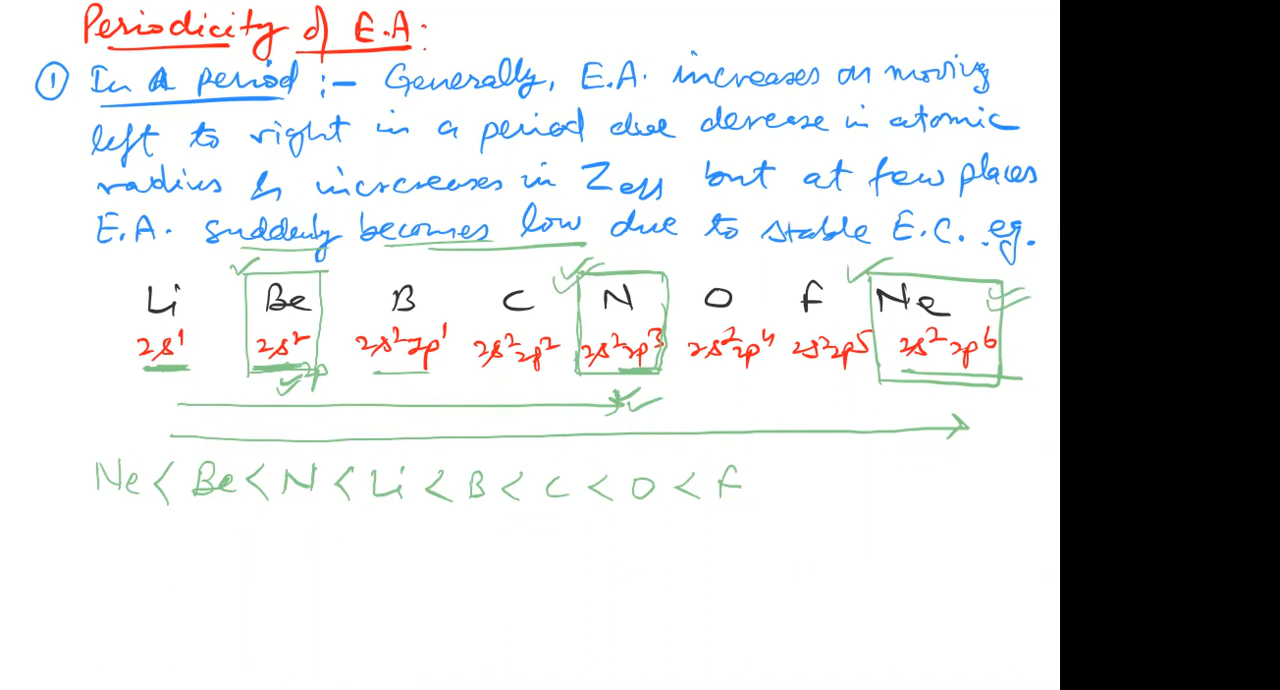 Periodicity of E.A:
① In A period :- Generally, E.A. increases on moving
left to right in a period due derease in atomic
radius & increases in Zeff but at few places
E.A. suddenly becomes low due to stable E.C. eg.
Li Be B C N O F Ne
2s¹ 2s² 2s²2p¹ 2s²2p² 2s²2p³ 2s²2p⁴ 2s²2p⁵ 2s²2p⁶
2p
Ne < Be < N < Li < B < C < O < F